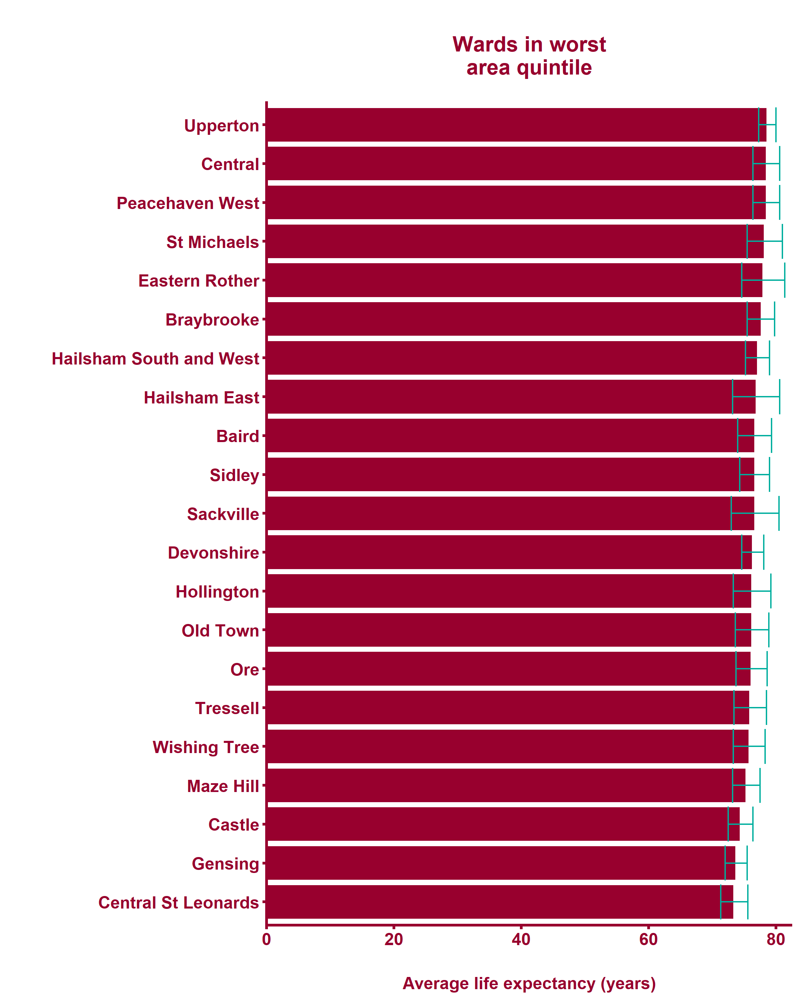 Wards in worst
area quintile
Upperton
Central
Peacehaven West
St Michaels
Eastern Rother
Braybrooke
Hailsham South and West
Hailsham East
Baird
Sidley
Sackville
Devonshire
Hollington
Old Town
Ore
Tressell
Wishing Tree
Maze Hill
Castle
Gensing
Central St Leonards
0 20 40 60 80
Average life expectancy (years)